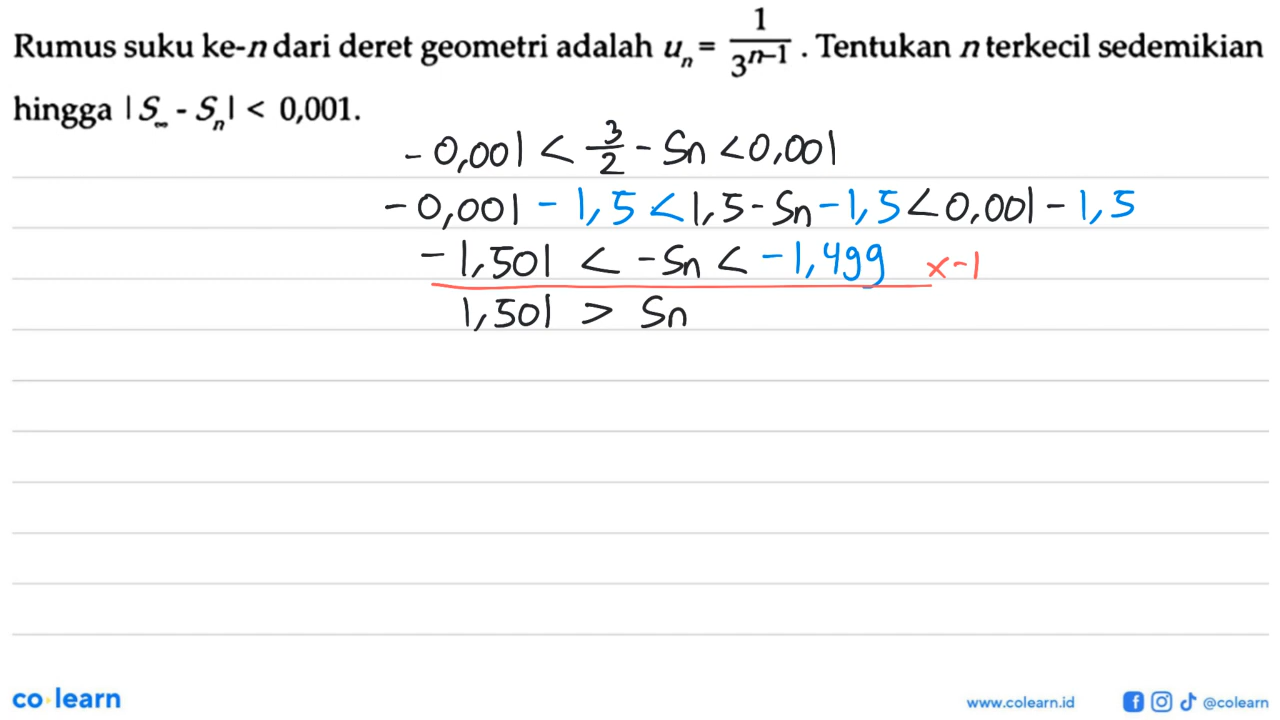 Rumus suku ke-n dari deret geometri adalah uₙ = 1/3ⁿ⁻¹ . Tentukan n terkecil sedemikian
hingga |S∞ - Sₙ| < 0,001.
- 0,001 < 3/2 - Sn < 0,001
- 0,001 - 1,5 < 1,5 - Sn - 1,5 < 0,001 - 1,5
- 1,501 < - Sn < - 1,499 x-1
1,501 > Sn
co·learn
www.colearn.id @colearn